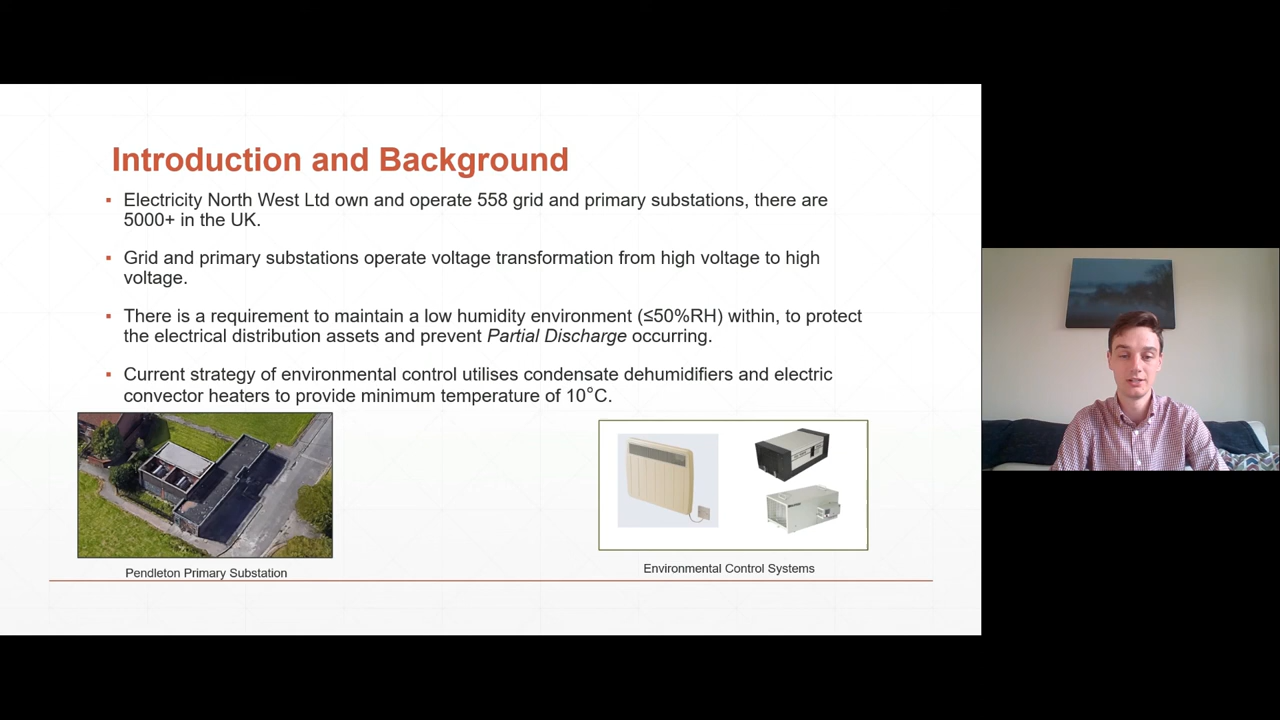 Introduction and Background
▪ Electricity North West Ltd own and operate 558 grid and primary substations, there are
5000+ in the UK.
▪ Grid and primary substations operate voltage transformation from high voltage to high
voltage.
▪ There is a requirement to maintain a low humidity environment (≤50%RH) within, to protect
the electrical distribution assets and prevent Partial Discharge occurring.
▪ Current strategy of environmental control utilises condensate dehumidifiers and electric
convector heaters to provide minimum temperature of 10°C.
Pendleton Primary Substation
Environmental Control Systems